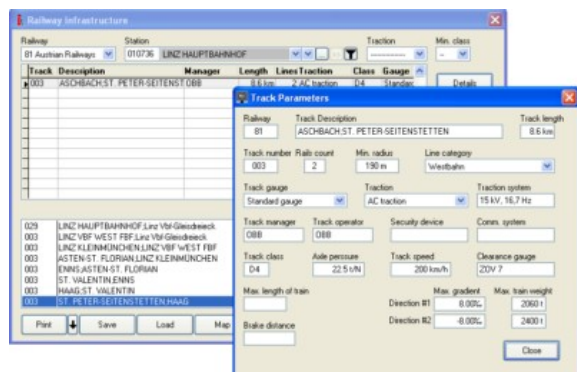 Railway infrastructure
Railway Station Traction Min. class
81 Austrian Railways 010736 LINZ HAUPTBAHNHOF ------------ --
Track Description Manager Length Lines Traction Class Gauge
003 ASCHBACH;ST. PETER-SEITENST OBB 8.6 km 2 AC traction D4 Standard
Details
029 LINZ HAUPTBAHNHOF;Linz Vbf-Gleisdreieck
003 LINZ VBF WEST FBF;Linz Vbf-Gleisdreieck
003 LINZ KLEINMÜNCHEN;LINZ VBF WEST FBF
003 ASTEN-ST. FLORIAN;LINZ KLEINMÜNCHEN
003 ENNS;ASTEN-ST. FLORIAN
003 ST. VALENTIN;ENNS
003 HAAG;ST. VALENTIN
003 ST. PETER-SEITENSTETTEN;HAAG
Print Save Load Map
Track Parameters
Railway Track Description Track length
81 ASCHBACH;ST. PETER-SEITENSTETTEN 8.6 km
Track number Rails count Min. radius Line category
003 2 190 m Westbahn
Track gauge Traction Traction system
Standard gauge AC traction 15 kV, 16,7 Hz
Track manager Track operator Security device Comm. system
OBB OBB
Track class Axle perssure Track speed Clearance gauge
D4 22.5 t/N 200 km/h ZOV 7
Max. length of train Max. gradient Max. train weight
Direction #1 8.00‰ 2060 t
Direction #2 -8.00‰ 2400 t
Brake distance
Close